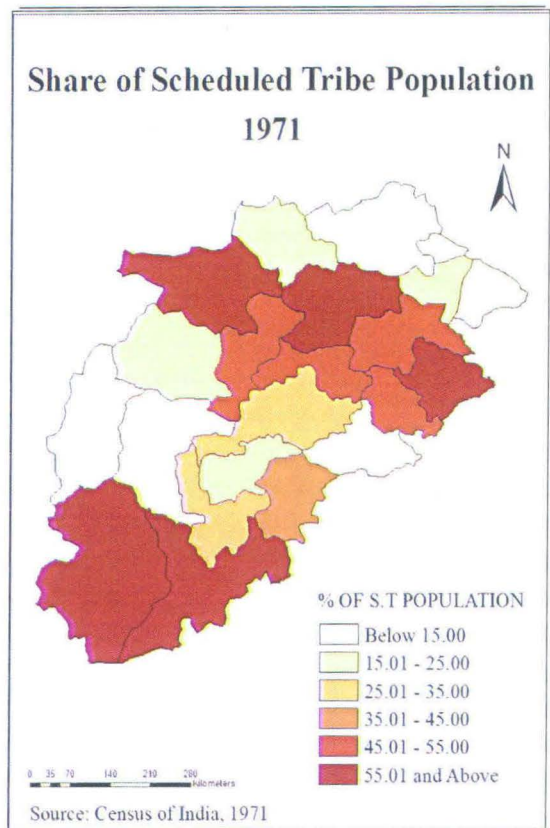 Share of Scheduled Tribe Population
1971
N
% OF S.T POPULATION
Below 15.00
15.01 - 25.00
25.01 - 35.00
35.01 - 45.00
45.01 - 55.00
55.01 and Above
0 35 70 140 210 280
Kilometers
Source: Census of India, 1971